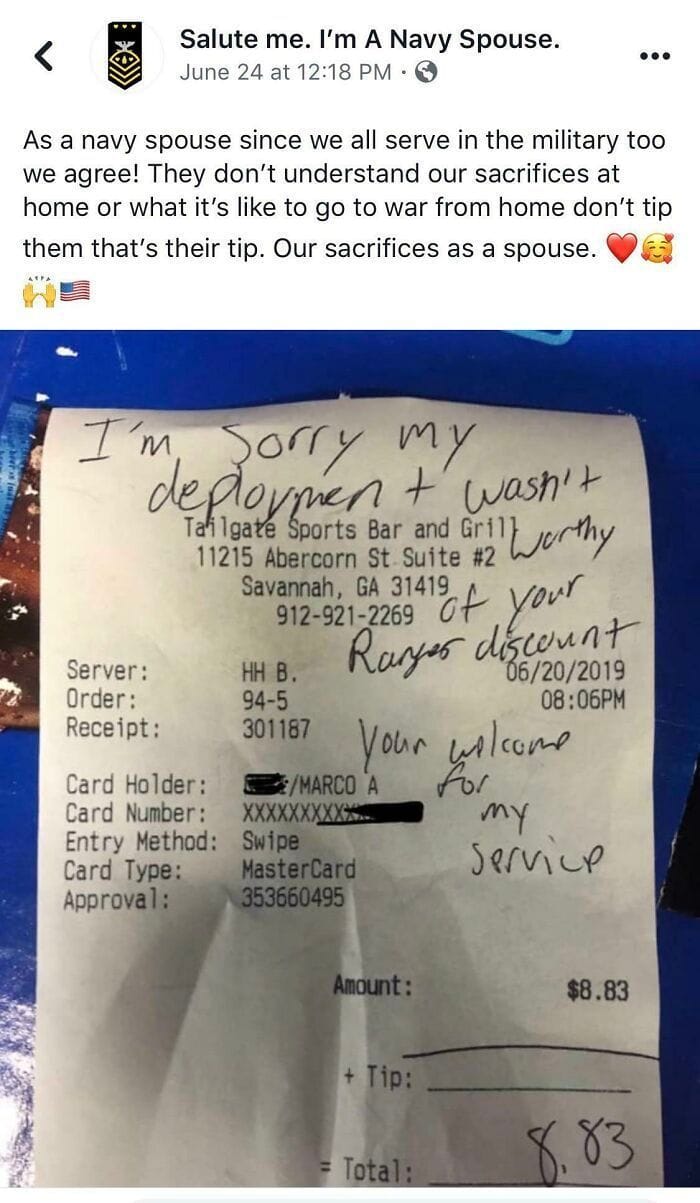 Salute me. I'm A Navy Spouse.
June 24 at 12:18 PM ·
As a navy spouse since we all serve in the military too
we agree! They don't understand our sacrifices at
home or what it's like to go to war from home don't tip
them that's their tip. Our sacrifices as a spouse. ❤️🥰
🙌🇺🇸
I'm Sorry my
deployment wasn't
Tailgate Sports Bar and Grill worthy
11215 Abercorn St Suite #2
Savannah, GA 31419
912-921-2269 of your
Ranger discount
Server: HH B. 06/20/2019
Order: 94-5 08:06PM
Receipt: 301187
Your welcome
Card Holder: /MARCO A for
Card Number: XXXXXXXXXX my
Entry Method: Swipe
Card Type: MasterCard service
Approval: 353660495
Amount: $8.83
+ Tip:
= Total: 8.83